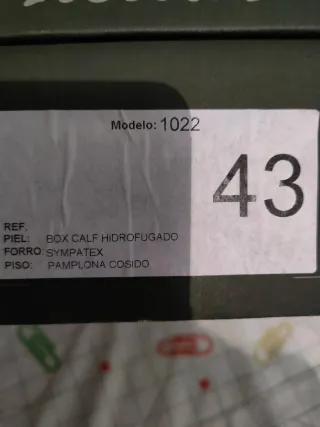 Modelo: 1022
43
REF.
PIEL: BOX CALF HIDROFUGADO
FORRO: SYMPATEX
PISO: PAMPLONA COSIDO